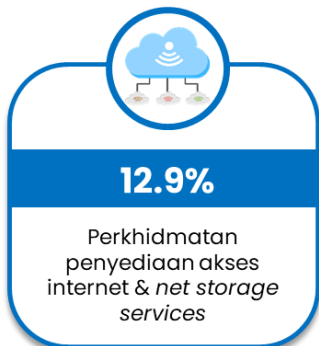 12.9%
Perkhidmatan
penyediaan akses
internet & net storage
services